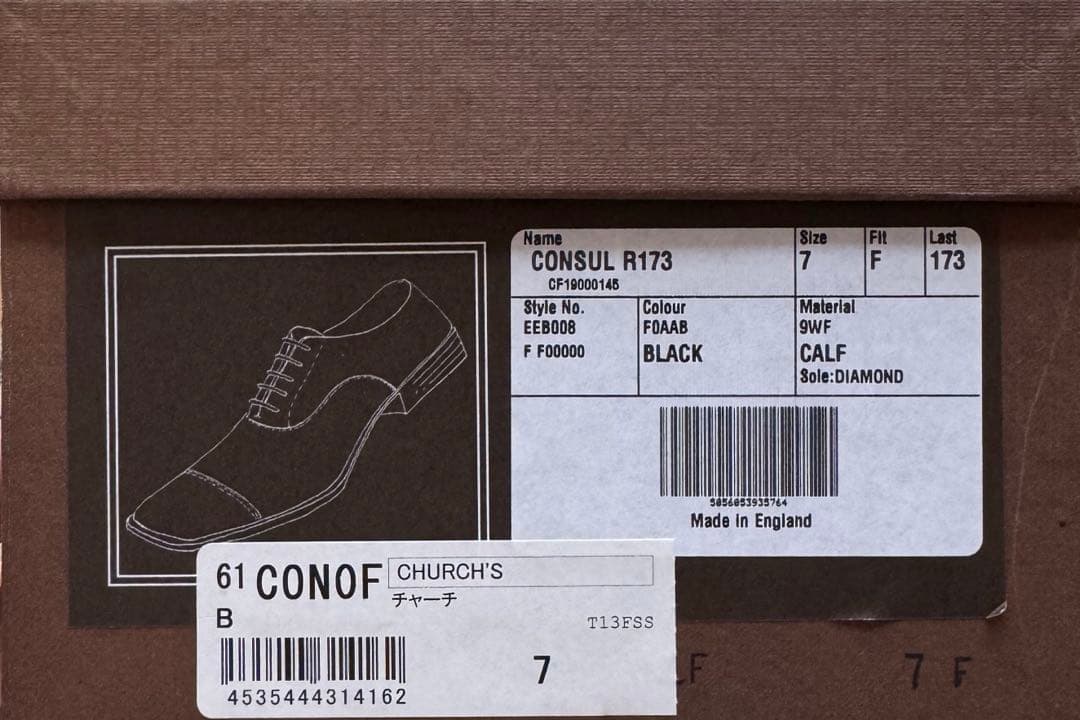 Name Size Fit Last
CONSUL R173 7 F 173
CF19000145
Style No. Colour Material
EEB008 F0AAB 9WF
F F00000 BLACK CALF
Sole:DIAMOND
5056053935764
Made in England
61 CONOF CHURCH'S
チャーチ
B T13FSS
7
4535444314162
F 7 F